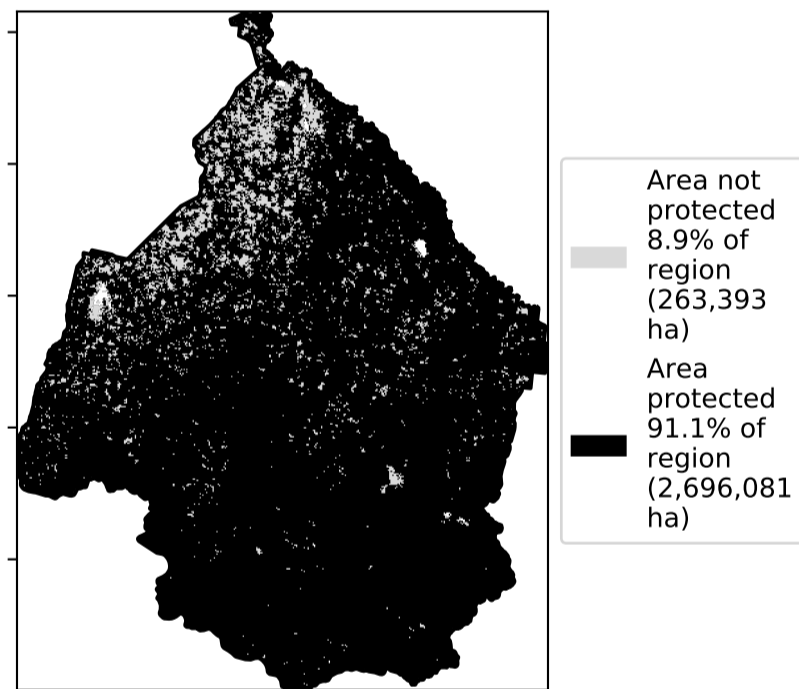 Area not
protected
8.9% of
region
(263,393
ha)
Area
protected
91.1% of
region
(2,696,081
ha)